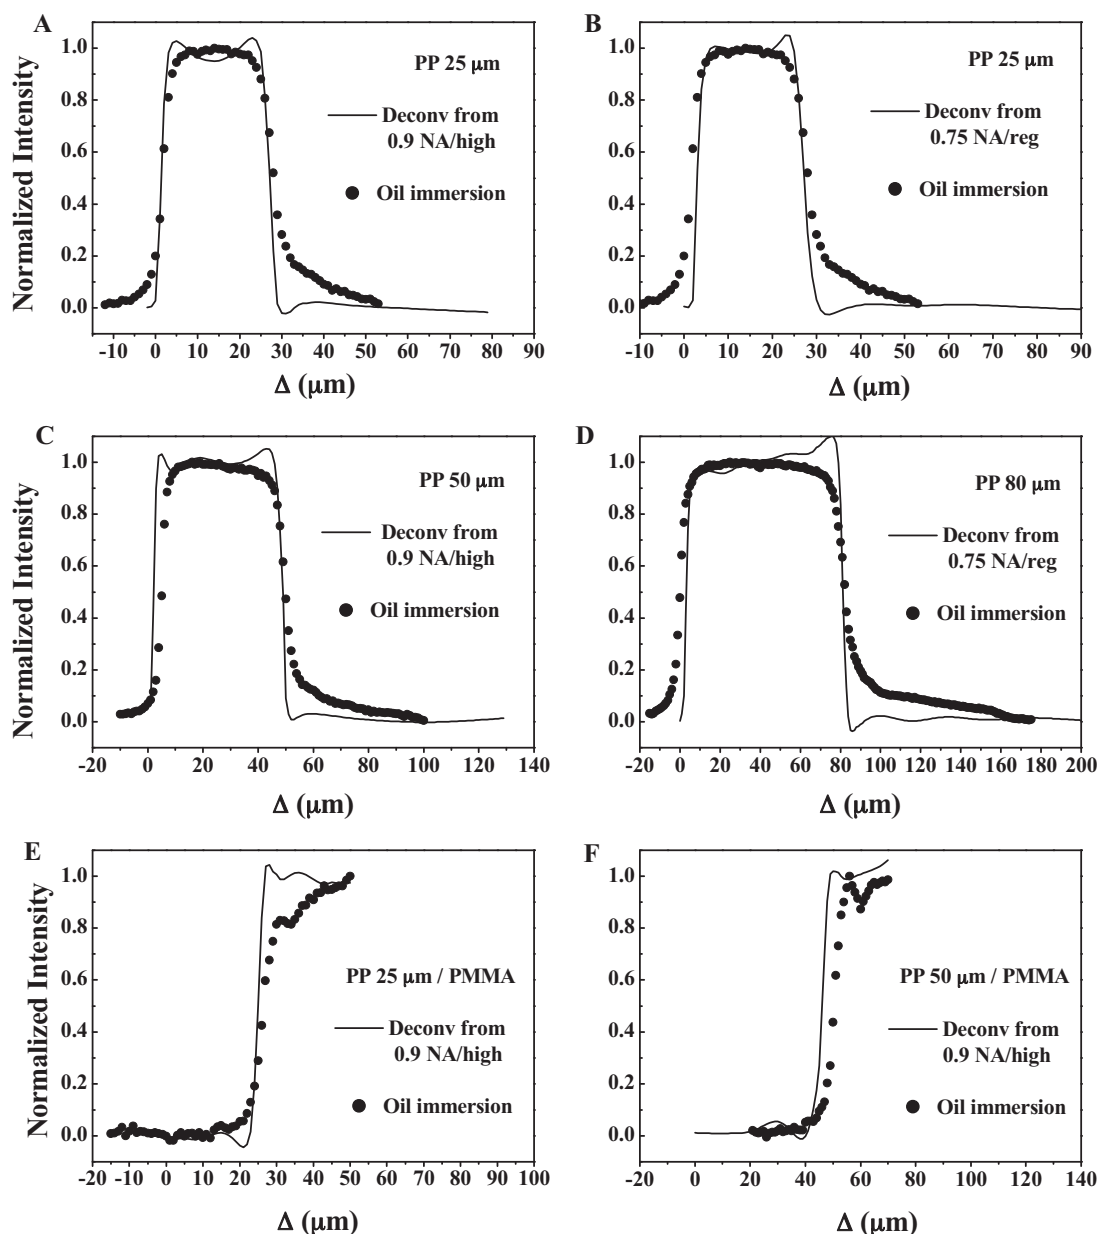 A
Normalized Intensity
1.0
0.8
0.6
0.4
0.2
0.0
PP 25 μm
Deconv from
0.9 NA/high
Oil immersion
-10 0 10 20 30 40 50 60 70 80 90
Δ (μm)
B
1.0
0.8
0.6
0.4
0.2
0.0
PP 25 μm
Deconv from
0.75 NA/reg
Oil immersion
-10 0 10 20 30 40 50 60 70 80 90
Δ (μm)
C
Normalized Intensity
1.0
0.8
0.6
0.4
0.2
0.0
PP 50 μm
Deconv from
0.9 NA/high
Oil immersion
-20 0 20 40 60 80 100 120 140
Δ (μm)
D
1.0
0.8
0.6
0.4
0.2
0.0
PP 80 μm
Deconv from
0.75 NA/reg
Oil immersion
-20 0 20 40 60 80 100 120 140 160 180 200
Δ (μm)
E
Normalized Intensity
1.0
0.8
0.6
0.4
0.2
0.0
PP 25 μm / PMMA
Deconv from
0.9 NA/high
Oil immersion
-20 -10 0 10 20 30 40 50 60 70 80 90 100
Δ (μm)
F
1.0
0.8
0.6
0.4
0.2
0.0
PP 50 μm / PMMA
Deconv from
0.9 NA/high
Oil immersion
-20 0 20 40 60 80 100 120 140
Δ (μm)